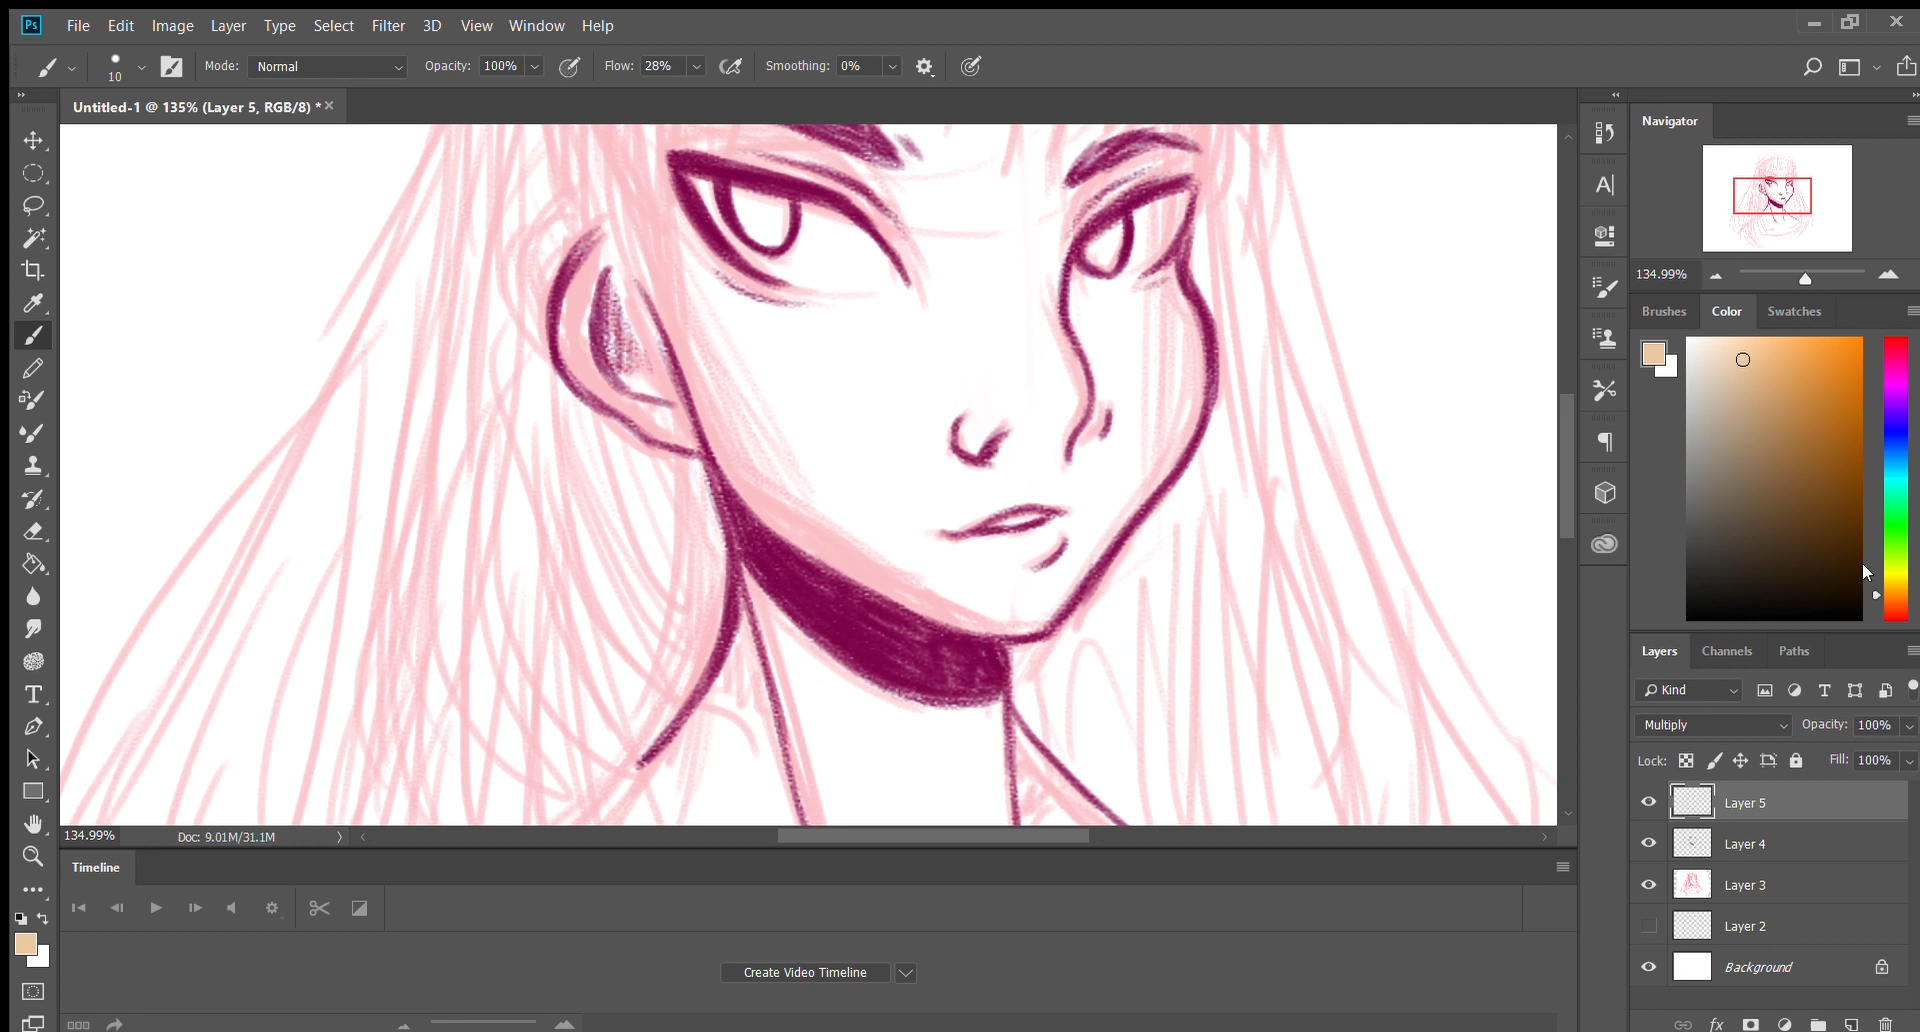 Ps File Edit Image Layer Type Select Filter 3D View Window Help
10 Mode: Normal Opacity: 100% Flow: 28% Smoothing: 0%
Untitled-1 @ 135% (Layer 5, RGB/8) *
Navigator
134.99%
Brushes Color Swatches
Layers Channels Paths
Kind
Multiply Opacity: 100%
Lock: Fill: 100%
Layer 5
Layer 4
Layer 3
Layer 2
Background
fx
134.99% Doc: 9.01M/31.1M
Timeline
Create Video Timeline